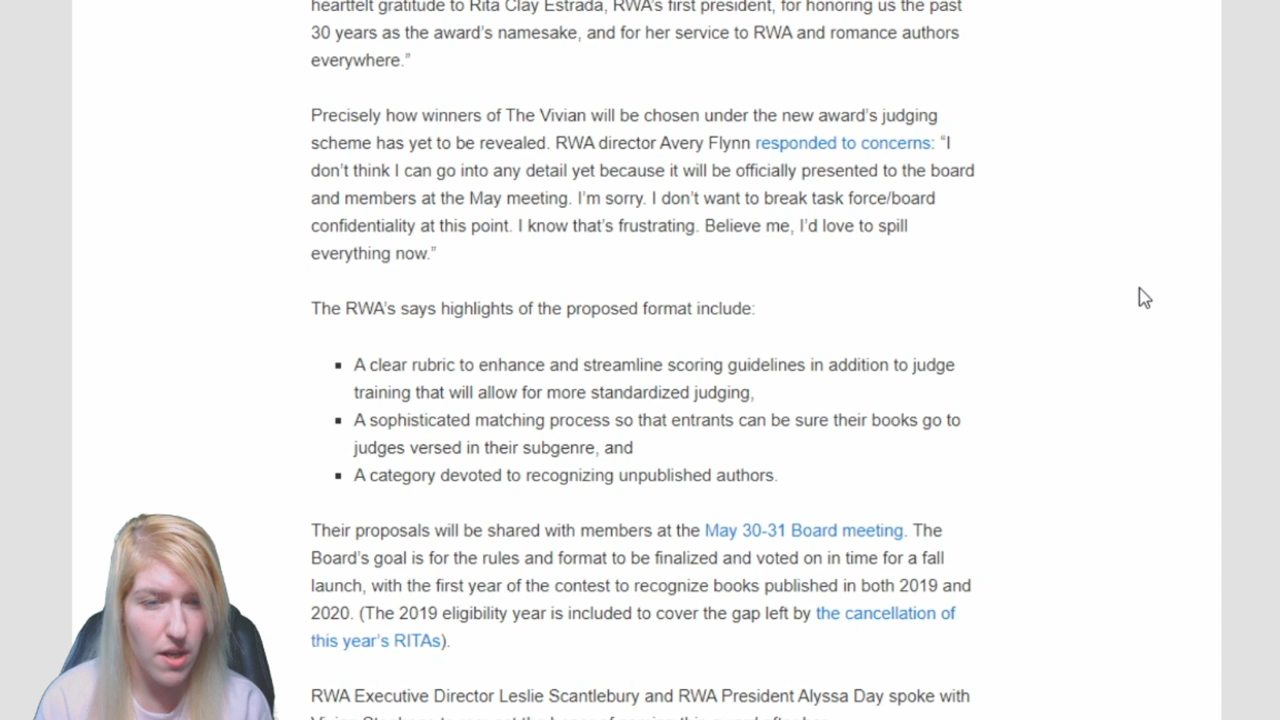 heartfelt gratitude to Rita Clay Estrada, RWA's first president, for honoring us the past
30 years as the award's namesake, and for her service to RWA and romance authors
everywhere.”
Precisely how winners of The Vivian will be chosen under the new award's judging
scheme has yet to be revealed. RWA director Avery Flynn responded to concerns: “I
don't think I can go into any detail yet because it will be officially presented to the board
and members at the May meeting. I'm sorry. I don't want to break task force/board
confidentiality at this point. I know that's frustrating. Believe me, I'd love to spill
everything now.”
The RWA's says highlights of the proposed format include:
▪ A clear rubric to enhance and streamline scoring guidelines in addition to judge
training that will allow for more standardized judging,
▪ A sophisticated matching process so that entrants can be sure their books go to
judges versed in their subgenre, and
▪ A category devoted to recognizing unpublished authors.
Their proposals will be shared with members at the May 30-31 Board meeting. The
Board's goal is for the rules and format to be finalized and voted on in time for a fall
launch, with the first year of the contest to recognize books published in both 2019 and
2020. (The 2019 eligibility year is included to cover the gap left by the cancellation of
this year's RITAs).
RWA Executive Director Leslie Scantlebury and RWA President Alyssa Day spoke with